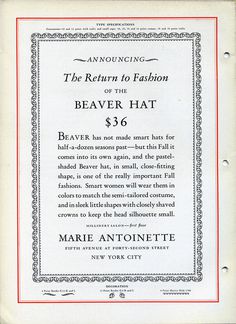 TYPE SPECIFICATIONS
ANNOUNCING
The Return to Fashion
OF THE
BEAVER HAT
$36
BEAVER has not made smart hats for
half-a-dozen seasons past—but this Fall it
comes into its own again, and the pastel-
shaded Beaver hat, in small, close-fitting
shape, is one of the really important Fall
fashions. Smart women will wear them in
colors to match the semi-tailored costume,
and in sleek little shapes with closely shaved
crowns to keep the head silhouette small.
MILLINERY SALON—first floor
MARIE ANTOINETTE
FIFTH AVENUE AT FORTY-SECOND STREET
NEW YORK CITY
DECORATION